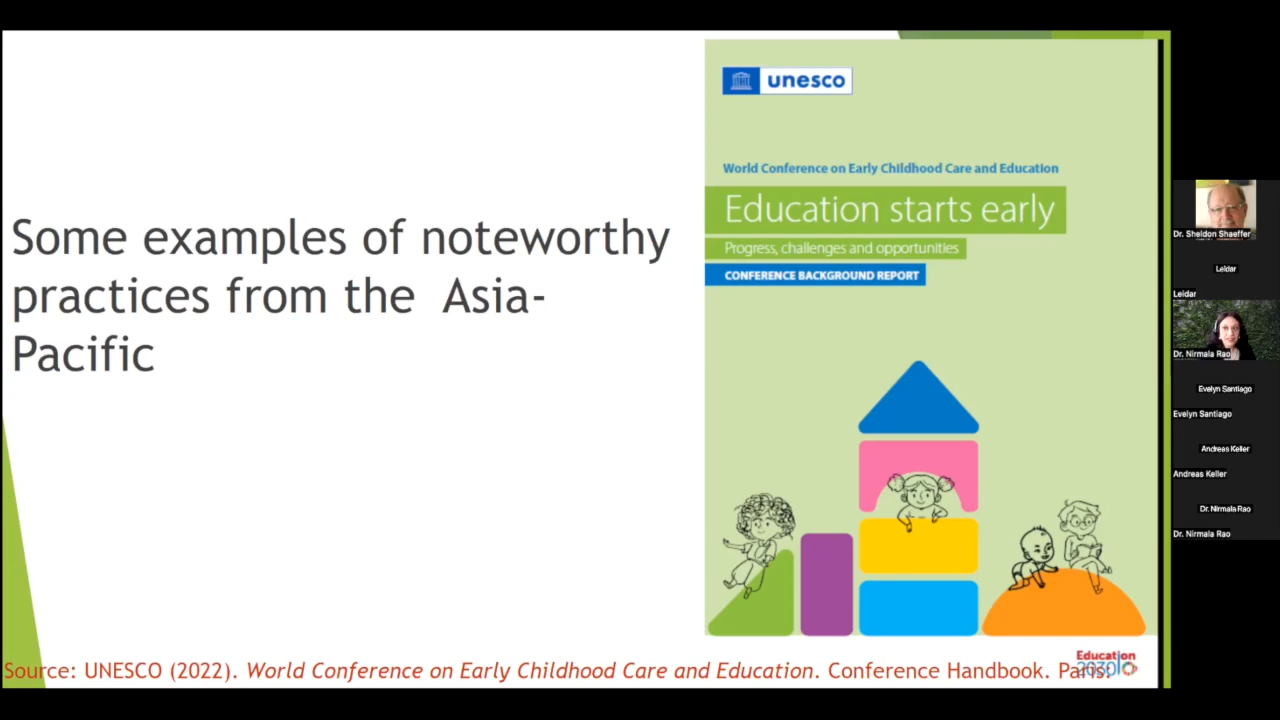 Some examples of noteworthy
practices from the Asia-
Pacific
unesco
World Conference on Early Childhood Care and Education
Education starts early
Progress, challenges and opportunities
CONFERENCE BACKGROUND REPORT
Education
2030
Source: UNESCO (2022). World Conference on Early Childhood Care and Education. Conference Handbook. Paris:
Dr. Sheldon Shaeffer
Leidar
Leidar
Dr. Nirmala Rao
Evelyn Santiago
Evelyn Santiago
Andreas Keller
Andreas Keller
Dr. Nirmala Rao
Dr. Nirmala Rao